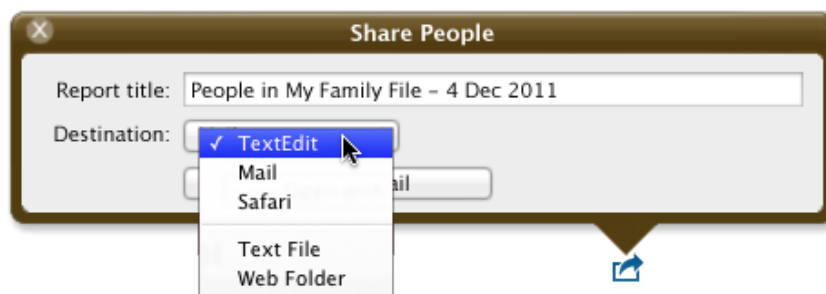 Share People
Report title: People in My Family File – 4 Dec 2011
Destination:
✓ TextEdit
Mail
ail
Safari
Text File
Web Folder